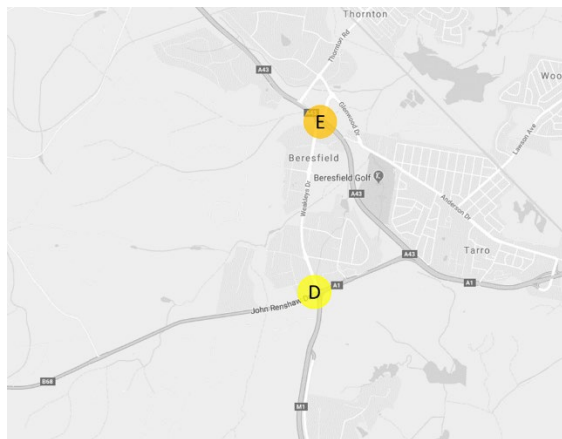 Thornton
Thornton Rd
A43
Woo
Glenwood Dr
E
Lawson Ave
Beresfield
Beresfield Golf
Weakleys Dr
A43
Anderson Dr
Tarro
A43
D
A1
A1
John Renshaw
B68
M1